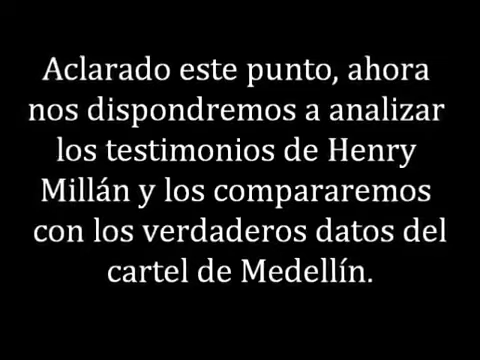 Aclarado este punto, ahora
nos dispondremos a analizar
los testimonios de Henry
Millán y los compararemos
con los verdaderos datos del
cartel de Medellín.